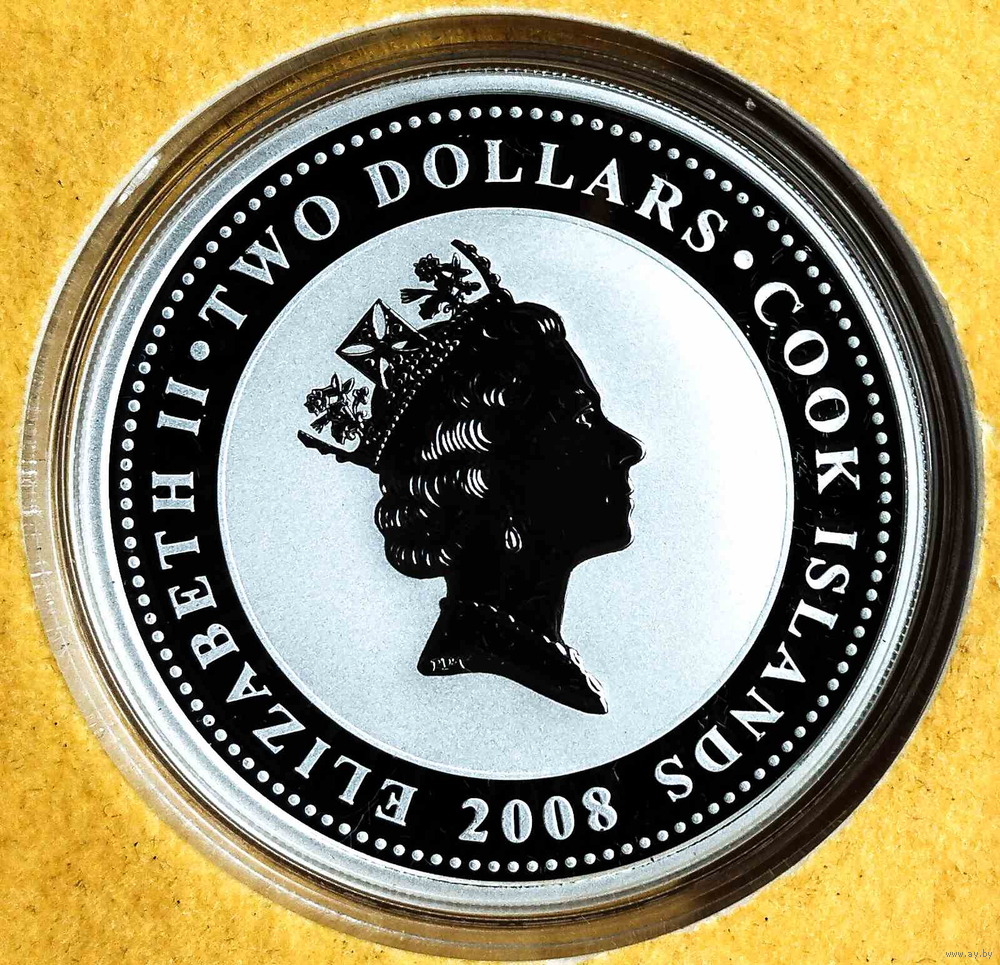 ELIZABETH II • TWO DOLLARS • COOK ISLANDS
2008
www.ay.by